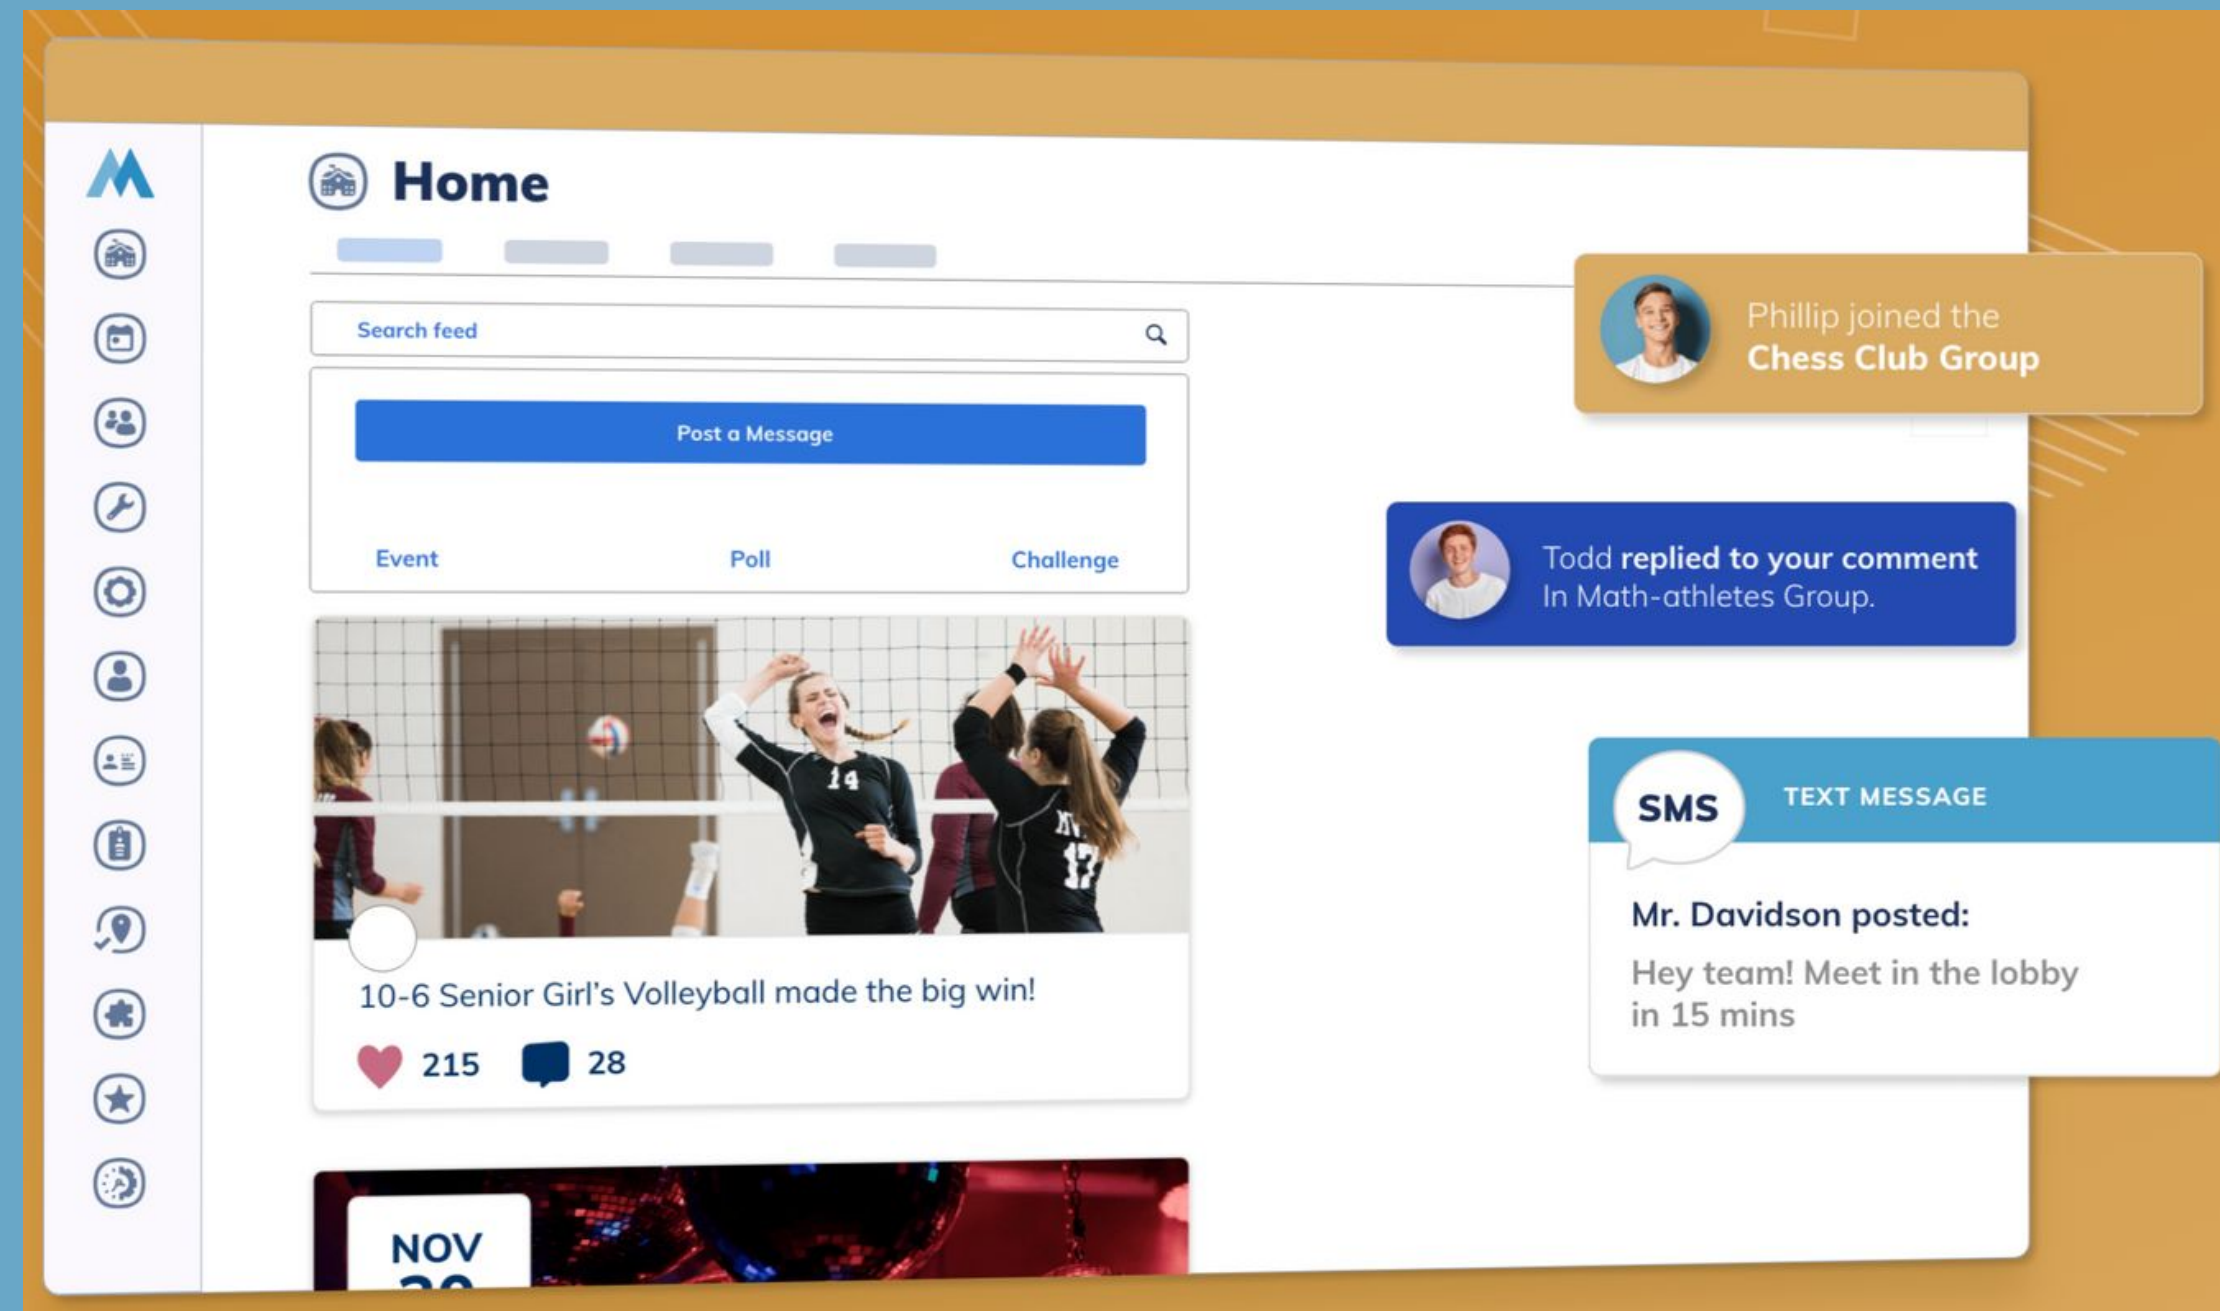 Home
Search feed
Post a Message
Event
Poll
Challenge
14
17
10-6 Senior Girl's Volleyball made the big win!
215
28
NOV
Phillip joined the
Chess Club Group
Todd replied to your comment
In Math-athletes Group.
SMS
TEXT MESSAGE
Mr. Davidson posted:
Hey team! Meet in the lobby
in 15 mins